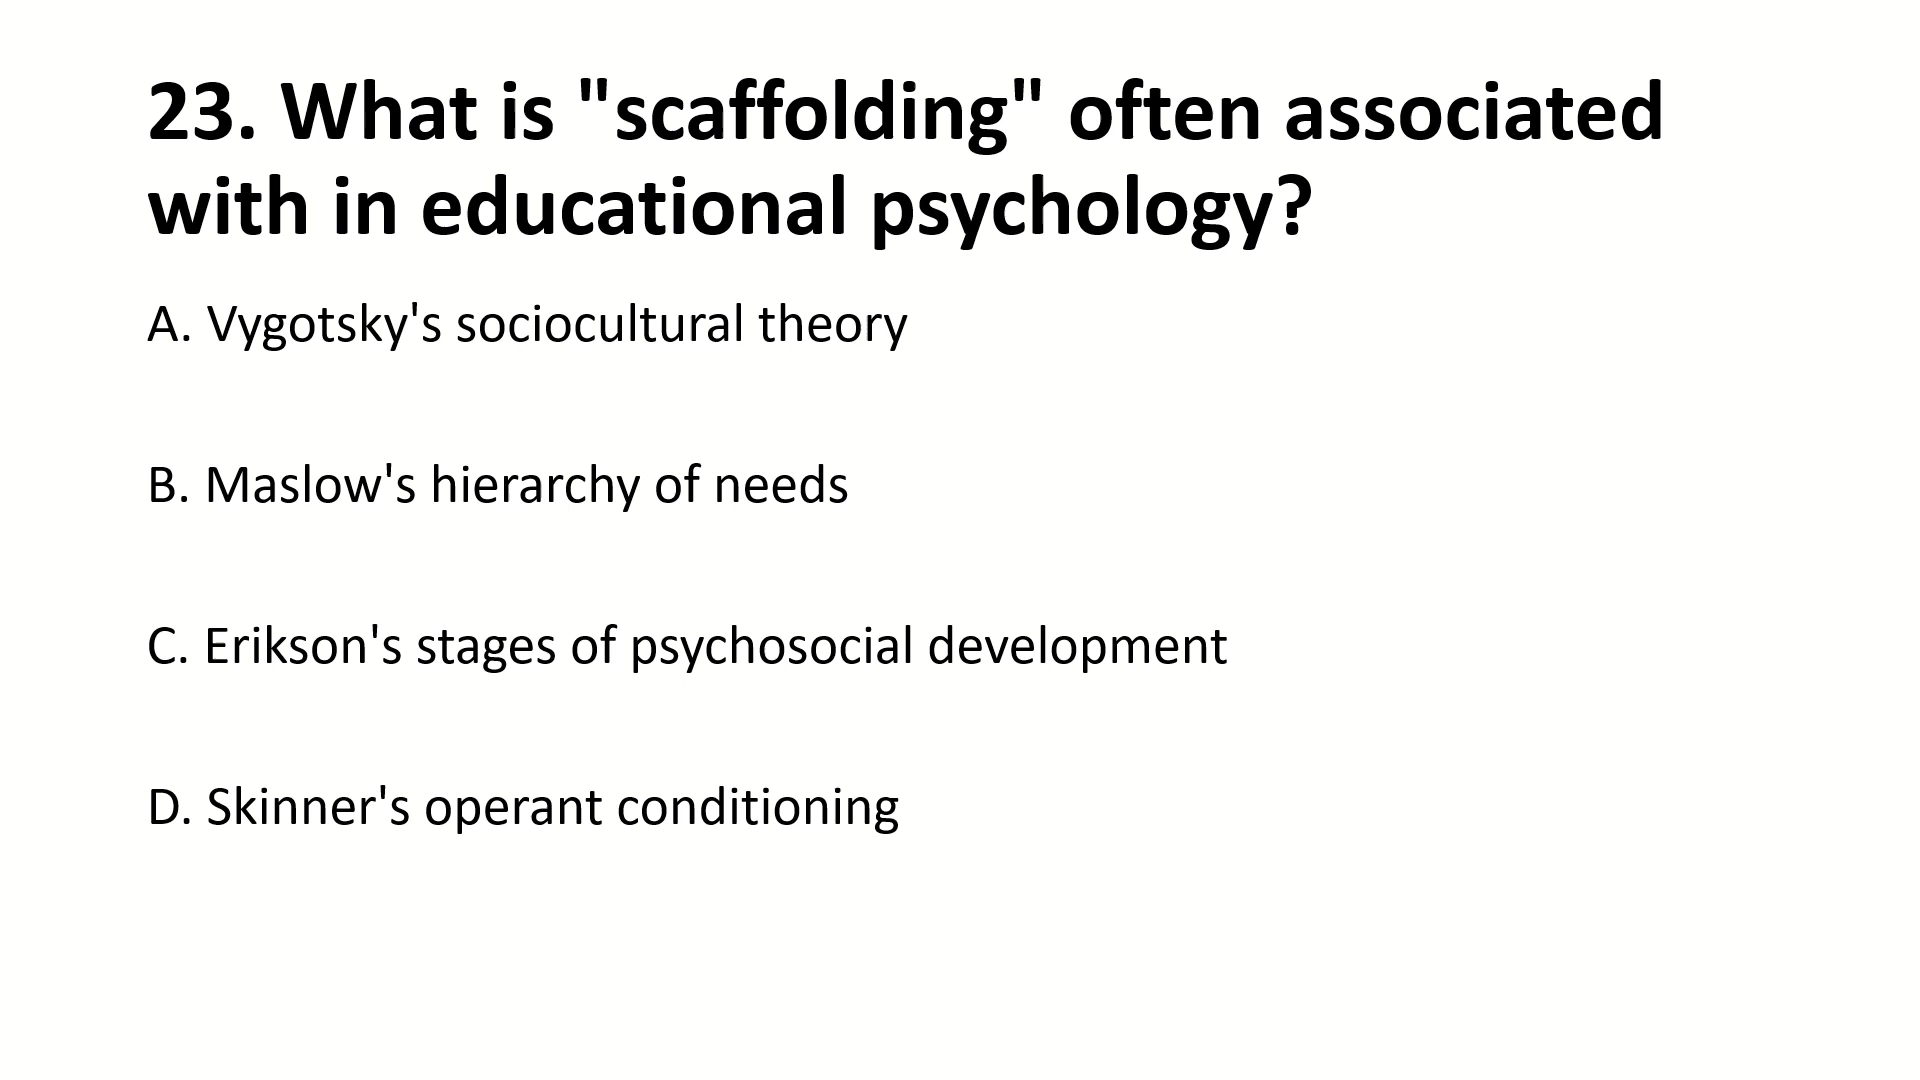 23. What is "scaffolding" often associated
with in educational psychology?
A. Vygotsky's sociocultural theory
B. Maslow's hierarchy of needs
C. Erikson's stages of psychosocial development
D. Skinner's operant conditioning